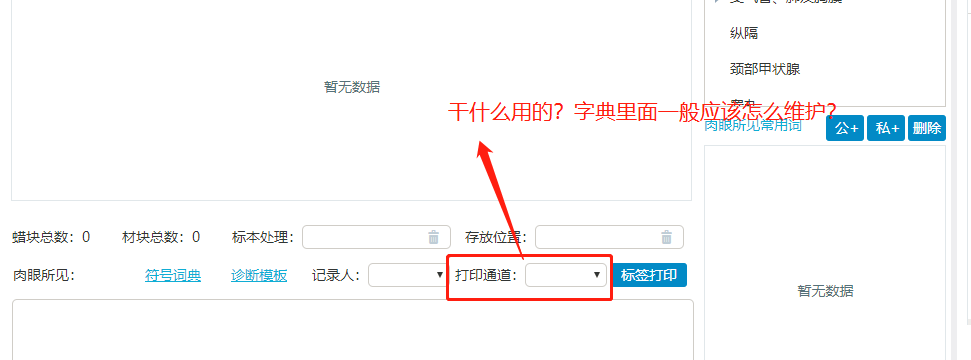 纵隔
暂无数据
颈部甲状腺
干什么用的？字典里面一般应该怎么维护？
肉眼所见常用词 公+ 私+ 删除
蜡块总数：0 材块总数：0 标本处理： 存放位置：
肉眼所见： 符号词典 诊断模板 记录人： 打印通道： 标签打印
暂无数据